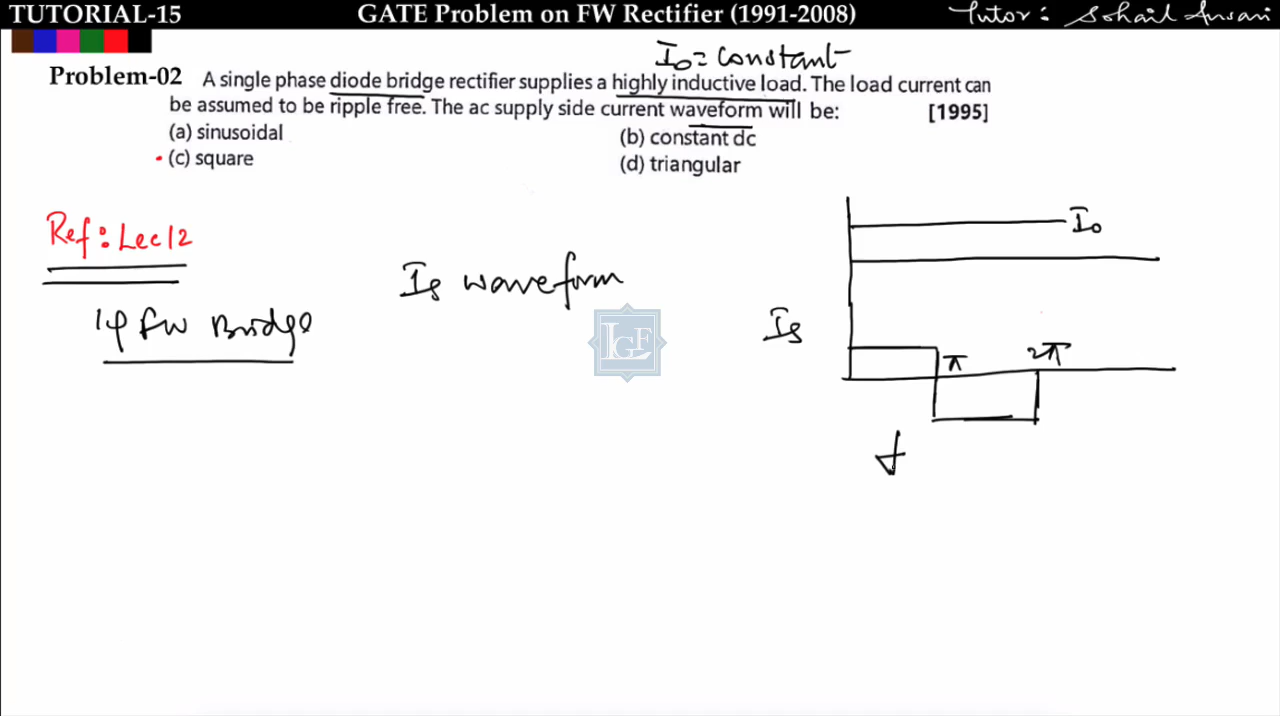 TUTORIAL-15 GATE Problem on FW Rectifier (1991-2008) Tutor: Sohail Ansari
I₀ = constant
Problem-02 A single phase diode bridge rectifier supplies a highly inductive load. The load current can
be assumed to be ripple free. The ac supply side current waveform will be: [1995]
(a) sinusoidal (b) constant dc
(c) square (d) triangular
I₀
Ref: Lec12
Is waveform
1φ FW Bridge
Is
π 2π
LGF